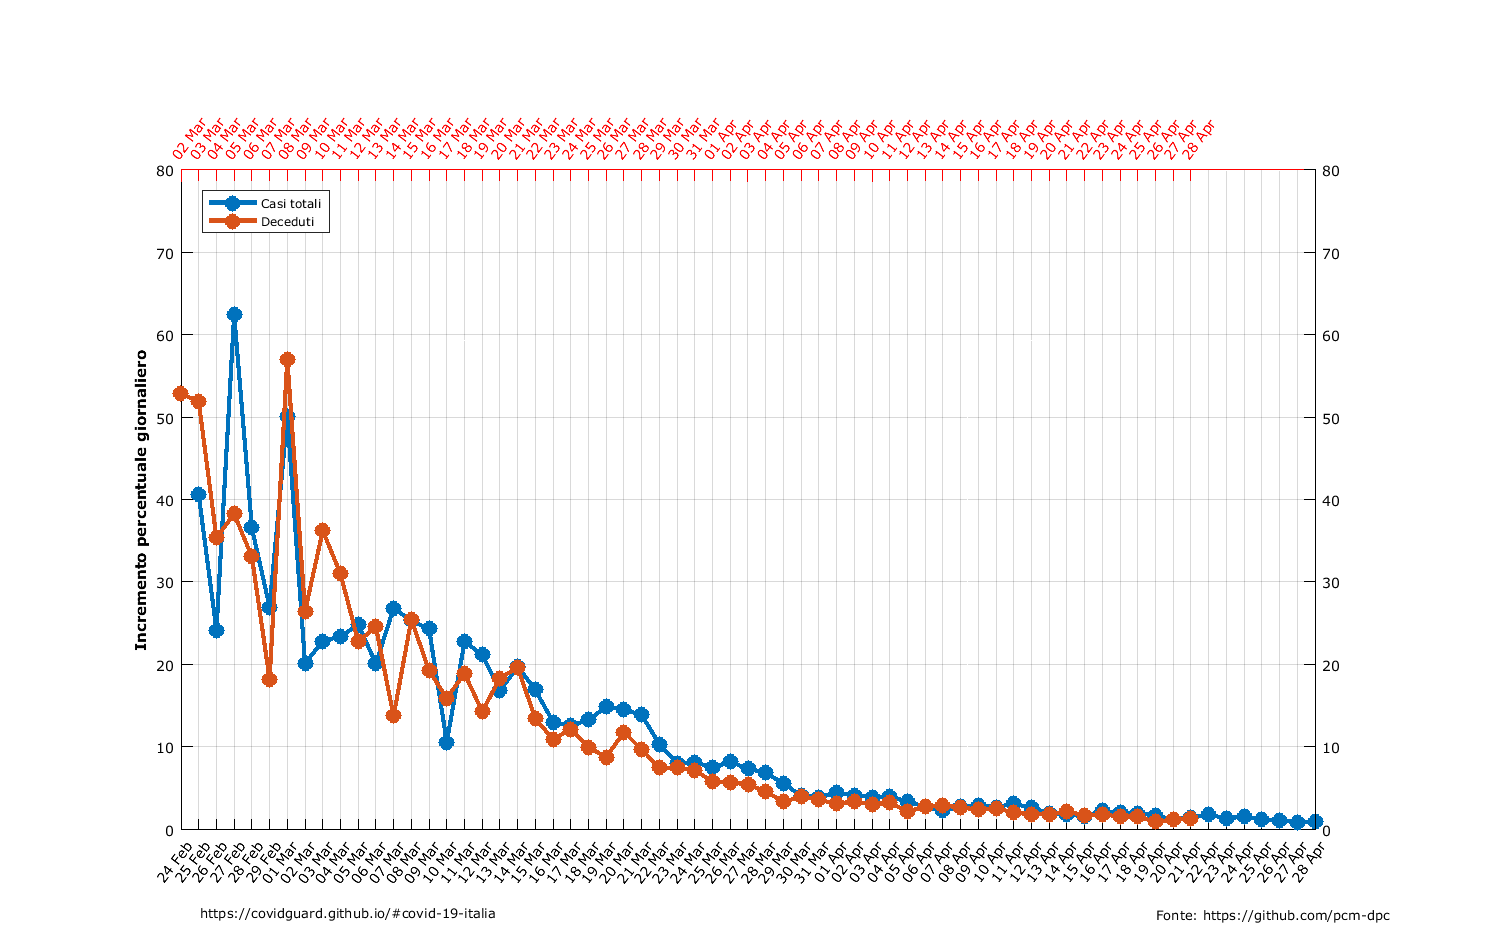 02 Mar
03 Mar
04 Mar
05 Mar
06 Mar
07 Mar
08 Mar
09 Mar
10 Mar
11 Mar
12 Mar
13 Mar
14 Mar
15 Mar
16 Mar
17 Mar
18 Mar
19 Mar
20 Mar
21 Mar
22 Mar
23 Mar
24 Mar
25 Mar
26 Mar
27 Mar
28 Mar
29 Mar
30 Mar
31 Mar
01 Apr
02 Apr
03 Apr
04 Apr
05 Apr
06 Apr
07 Apr
08 Apr
09 Apr
10 Apr
11 Apr
12 Apr
13 Apr
14 Apr
15 Apr
16 Apr
17 Apr
18 Apr
19 Apr
20 Apr
21 Apr
22 Apr
23 Apr
24 Apr
25 Apr
26 Apr
27 Apr
28 Apr
80
70
60
50
40
30
20
10
0
Incremento percentuale giornaliero
Casi totali
Deceduti
80
70
60
50
40
30
20
10
0
24 Feb
25 Feb
26 Feb
27 Feb
28 Feb
29 Feb
01 Mar
02 Mar
03 Mar
04 Mar
05 Mar
06 Mar
07 Mar
08 Mar
09 Mar
10 Mar
11 Mar
12 Mar
13 Mar
14 Mar
15 Mar
16 Mar
17 Mar
18 Mar
19 Mar
20 Mar
21 Mar
22 Mar
23 Mar
24 Mar
25 Mar
26 Mar
27 Mar
28 Mar
29 Mar
30 Mar
31 Mar
01 Apr
02 Apr
03 Apr
04 Apr
05 Apr
06 Apr
07 Apr
08 Apr
09 Apr
10 Apr
11 Apr
12 Apr
13 Apr
14 Apr
15 Apr
16 Apr
17 Apr
18 Apr
19 Apr
20 Apr
21 Apr
22 Apr
23 Apr
24 Apr
25 Apr
26 Apr
27 Apr
28 Apr
https://covidguard.github.io/#covid-19-italia
Fonte: https://github.com/pcm-dpc